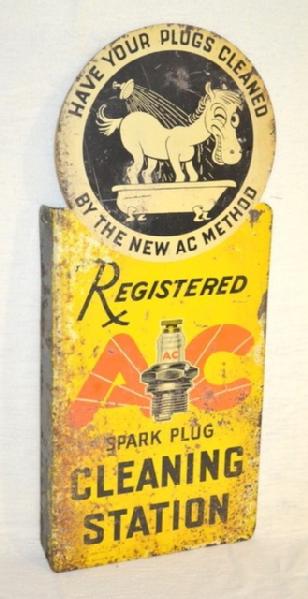 HAVE YOUR PLUGS CLEANED
BY THE NEW AC METHOD
REGISTERED
AC
AC
SPARK PLUG
CLEANING
STATION